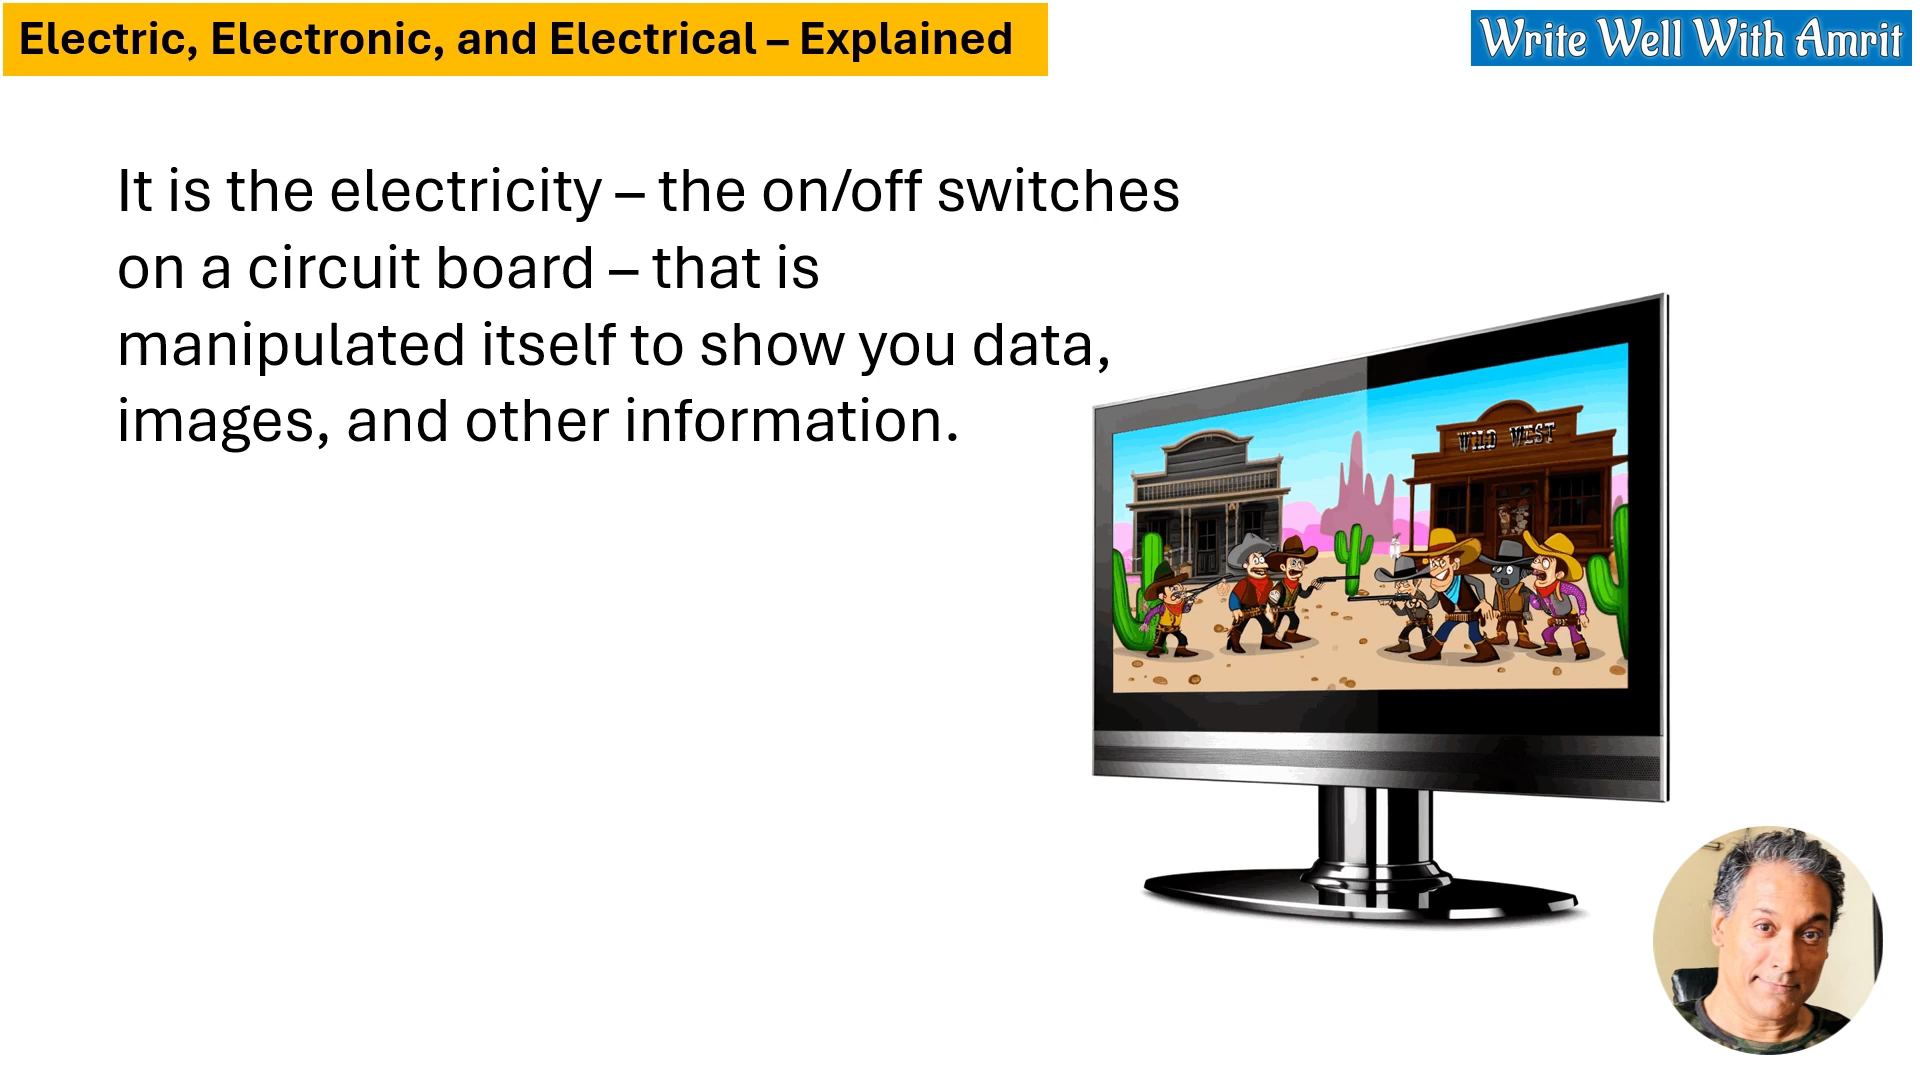 Electric, Electronic, and Electrical – Explained
Write Well With Amrit
It is the electricity – the on/off switches
on a circuit board – that is
manipulated itself to show you data,
images, and other information.
WILD WEST